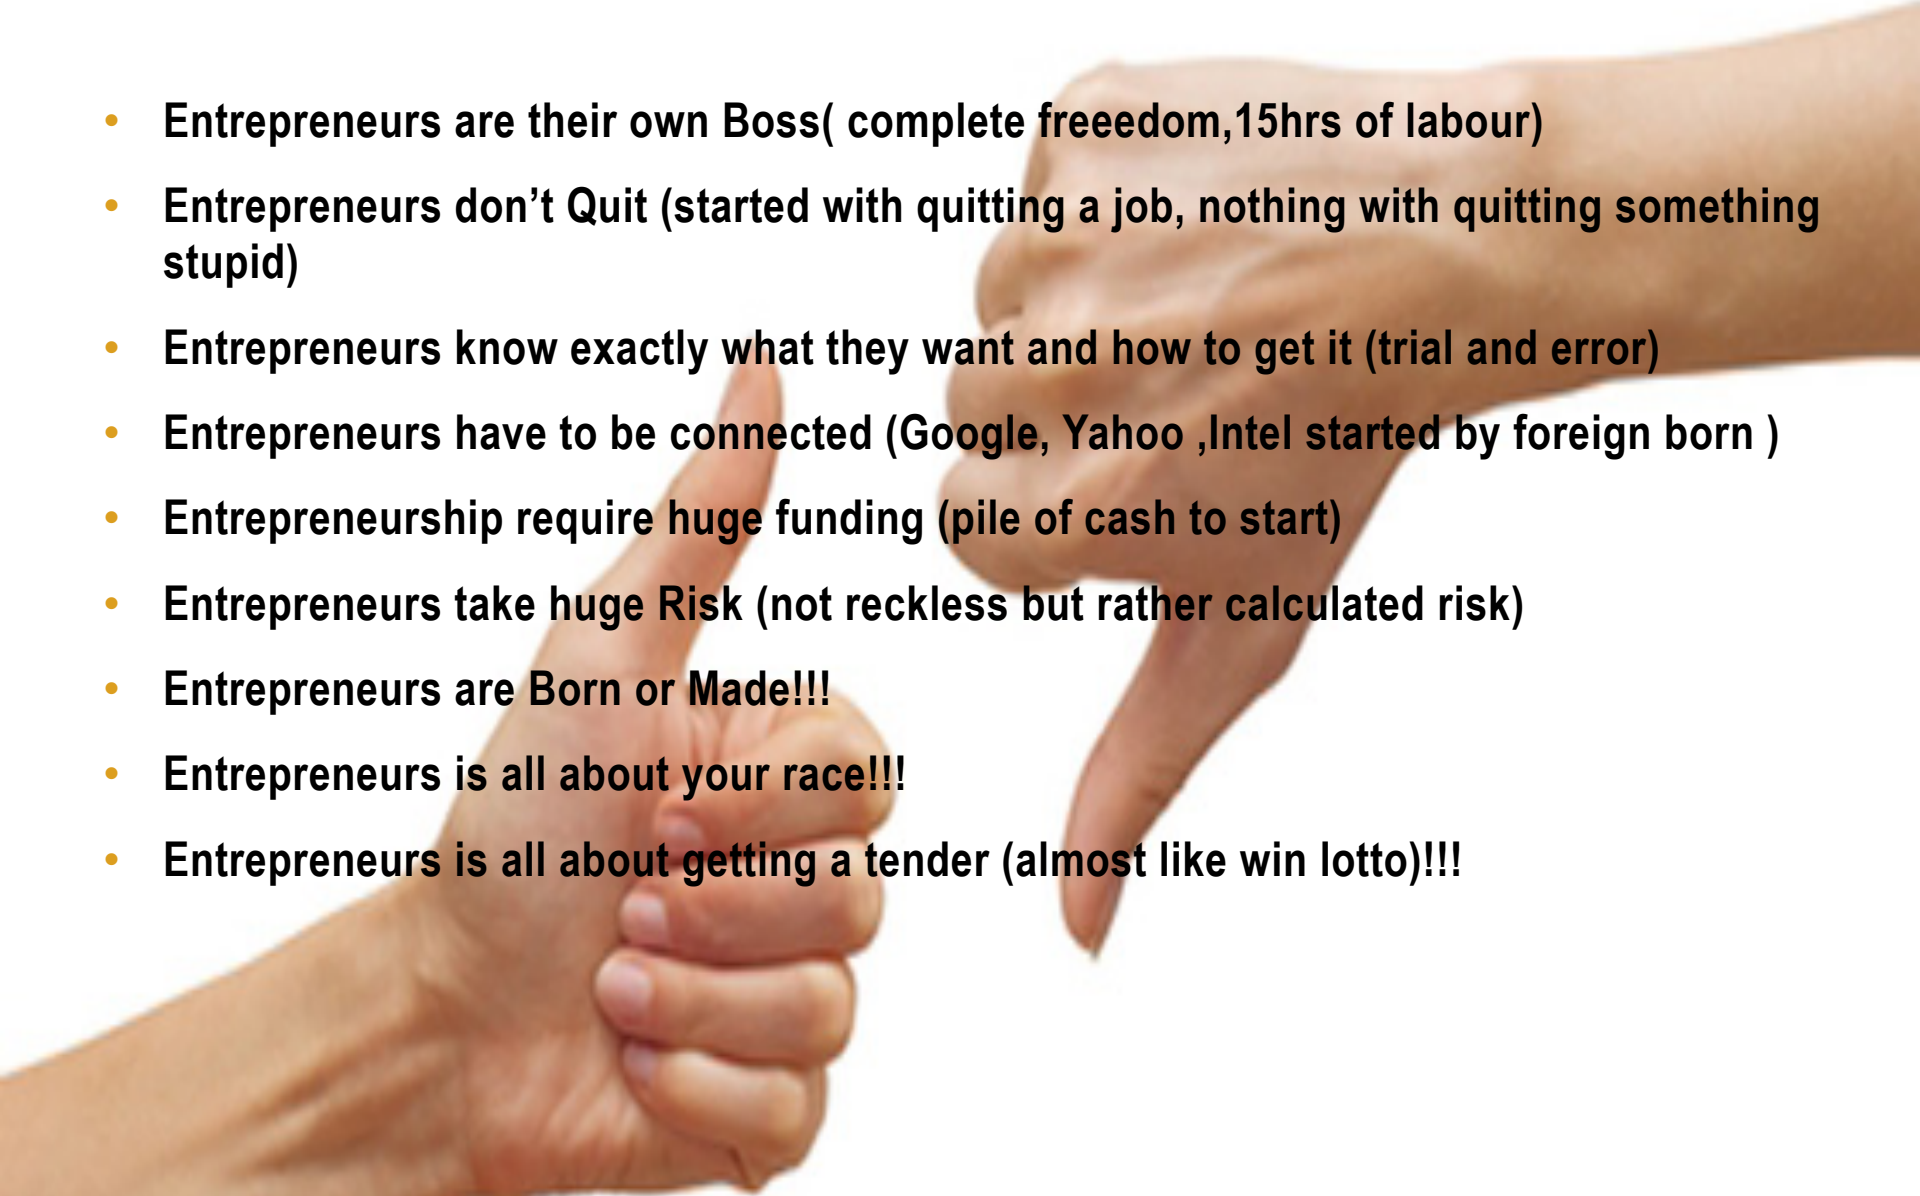 • Entrepreneurs are their own Boss( complete freeedom,15hrs of labour)
• Entrepreneurs don’t Quit (started with quitting a job, nothing with quitting something
stupid)
• Entrepreneurs know exactly what they want and how to get it (trial and error)
• Entrepreneurs have to be connected (Google, Yahoo ,Intel started by foreign born )
• Entrepreneurship require huge funding (pile of cash to start)
• Entrepreneurs take huge Risk (not reckless but rather calculated risk)
• Entrepreneurs are Born or Made!!!
• Entrepreneurs is all about your race!!!
• Entrepreneurs is all about getting a tender (almost like win lotto)!!!